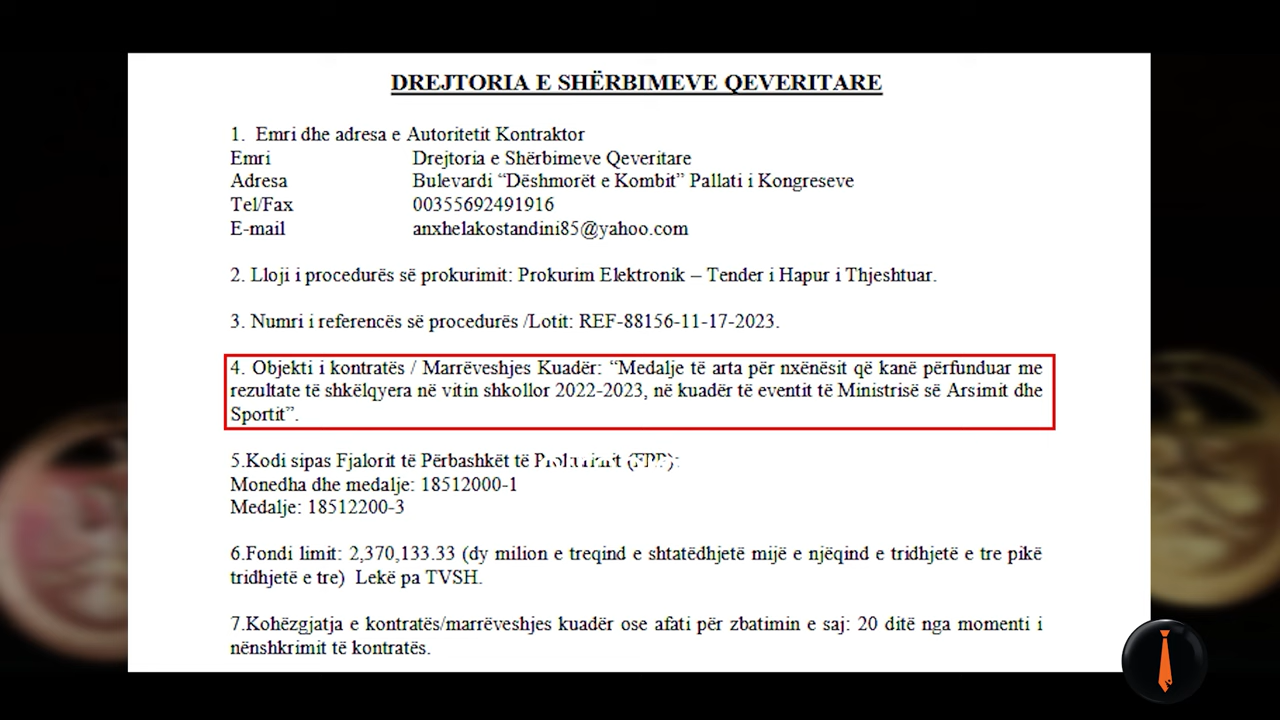 DREJTORIA E SHËRBIMEVE QEVERITARE
1. Emri dhe adresa e Autoritetit Kontraktor
Emri Drejtoria e Shërbimeve Qeveritare
Adresa Bulevardi “Dëshmorët e Kombit” Pallati i Kongreseve
Tel/Fax 00355692491916
E-mail anxhelakostandini85@yahoo.com
2. Lloji i procedurës së prokurimit: Prokurim Elektronik – Tender i Hapur i Thjeshtuar.
3. Numri i referencës së procedurës /Lotit: REF-88156-11-17-2023.
4. Objekti i kontratës / Marrëveshjes Kuadër: “Medalje të arta për nxënësit që kanë përfunduar me
rezultate të shkëlqyera në vitin shkollor 2022-2023, në kuadër të eventit të Ministrisë së Arsimit dhe
Sportit”.
5.Kodi sipas Fjalorit të Përbashkët të
Monedha dhe medalje: 18512000-1
Medalje: 18512200-3
6.Fondi limit: 2,370,133.33 (dy milion e treqind e shtatëdhjetë mijë e njëqind e tridhjetë e tre pikë
tridhjetë e tre) Lekë pa TVSH.
7.Kohëzgjatja e kontratës/marrëveshjes kuadër ose afati për zbatimin e saj: 20 ditë nga momenti i
nënshkrimit të kontratës.